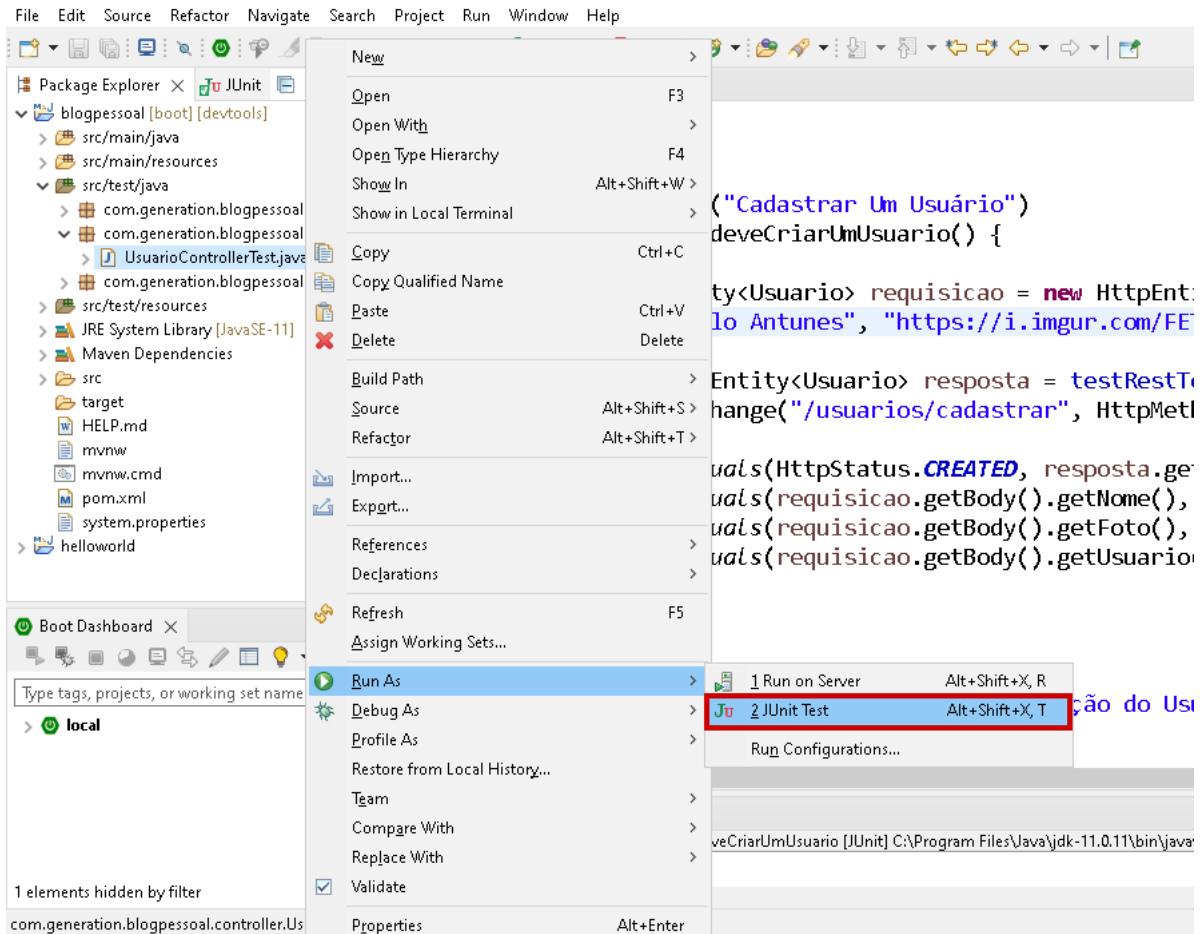 File Edit Source Refactor Navigate Search Project Run Window Help
Package Explorer
JUnit
blogpessoal [boot] [devtools]
src/main/java
src/main/resources
src/test/java
com.generation.blogpessoal
com.generation.blogpessoal
UsuarioControllerTest.java
com.generation.blogpessoal
src/test/resources
JRE System Library [JavaSE-11]
Maven Dependencies
src
target
HELP.md
mvnw
mvnw.cmd
pom.xml
system.properties
helloworld
Boot Dashboard
Type tags, projects, or working set name
local
1 elements hidden by filter
com.generation.blogpessoal.controller.Us
New
Open F3
Open With
Open Type Hierarchy F4
Show In Alt+Shift+W
Show in Local Terminal
Copy Ctrl+C
Copy Qualified Name
Paste Ctrl+V
Delete Delete
Build Path
Source Alt+Shift+S
Refactor Alt+Shift+T
Import...
Export...
References
Declarations
Refresh F5
Assign Working Sets...
Run As
Debug As
Profile As
Restore from Local History...
Team
Compare With
Replace With
Validate
Properties Alt+Enter
1 Run on Server Alt+Shift+X, R
2 JUnit Test Alt+Shift+X, T
Run Configurations...
("Cadastrar Um Usuário")
deveCriarUmUsuario() {
ty<Usuario> requisicao = new HttpEnti
lo Antunes", "https://i.imgur.com/FET
Entity<Usuario> resposta = testRestTe
hange("/usuarios/cadastrar", HttpMeth
uals(HttpStatus.CREATED, resposta.get
uals(requisicao.getBody().getNome(),
uals(requisicao.getBody().getFoto(),
uals(requisicao.getBody().getUsuario(
ção do Usu
veCriarUmUsuario [JUnit] C:\Program Files\Java\jdk-11.0.11\bin\java